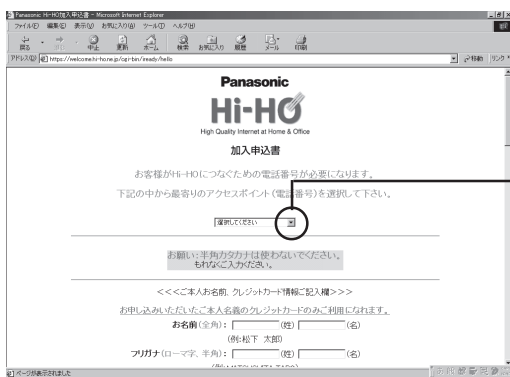 Panasonic Hi-HO加入申込書 - Microsoft Internet Explorer
ファイル(F) 編集(E) 表示(V) お気に入り(A) ツール(T) ヘルプ(H)
戻る 中止 更新 ホーム 検索 お気に入り 履歴 メール 印刷
アドレス(D) https://welcome.hi-ho.ne.jp/cgi-bin/iready/hello 移動 リンク
Panasonic
Hi-HO
High Quality Internet at Home & Office
加入申込書
お客様がHi-HOにつなぐための電話番号が必要になります。
下記の中から最寄りのアクセスポイント(電話番号)を選択して下さい。
選択してください
お願い:半角カタカナは使わないでください。
もれなくご入力ください。
<<<ご本人お名前、クレジットカード情報ご記入欄>>>
お申し込みいただいたご本人名義のクレジットカードのみご利用になれます。
お名前(全角): (姓) (名)
(例:松下 太郎)
フリガナ(ローマ字、半角): (姓) (名)
(例:MATSUSHITA TARO)
ページが表示されました